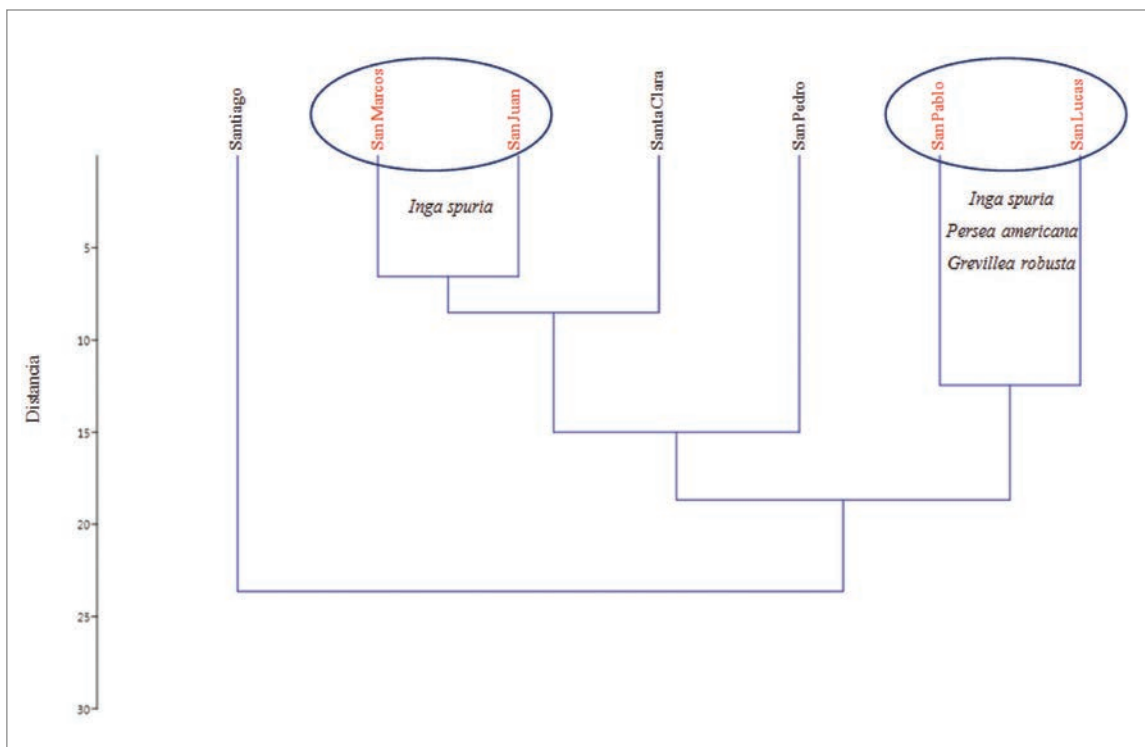 Santiago
San Marcos
San Juan
Santa Clara
San Pedro
San Pablo
San Lucas
Inga spuria
Inga spuria
Persea americana
Grevillea robusta
Distancia
5
10
15
20
25
30